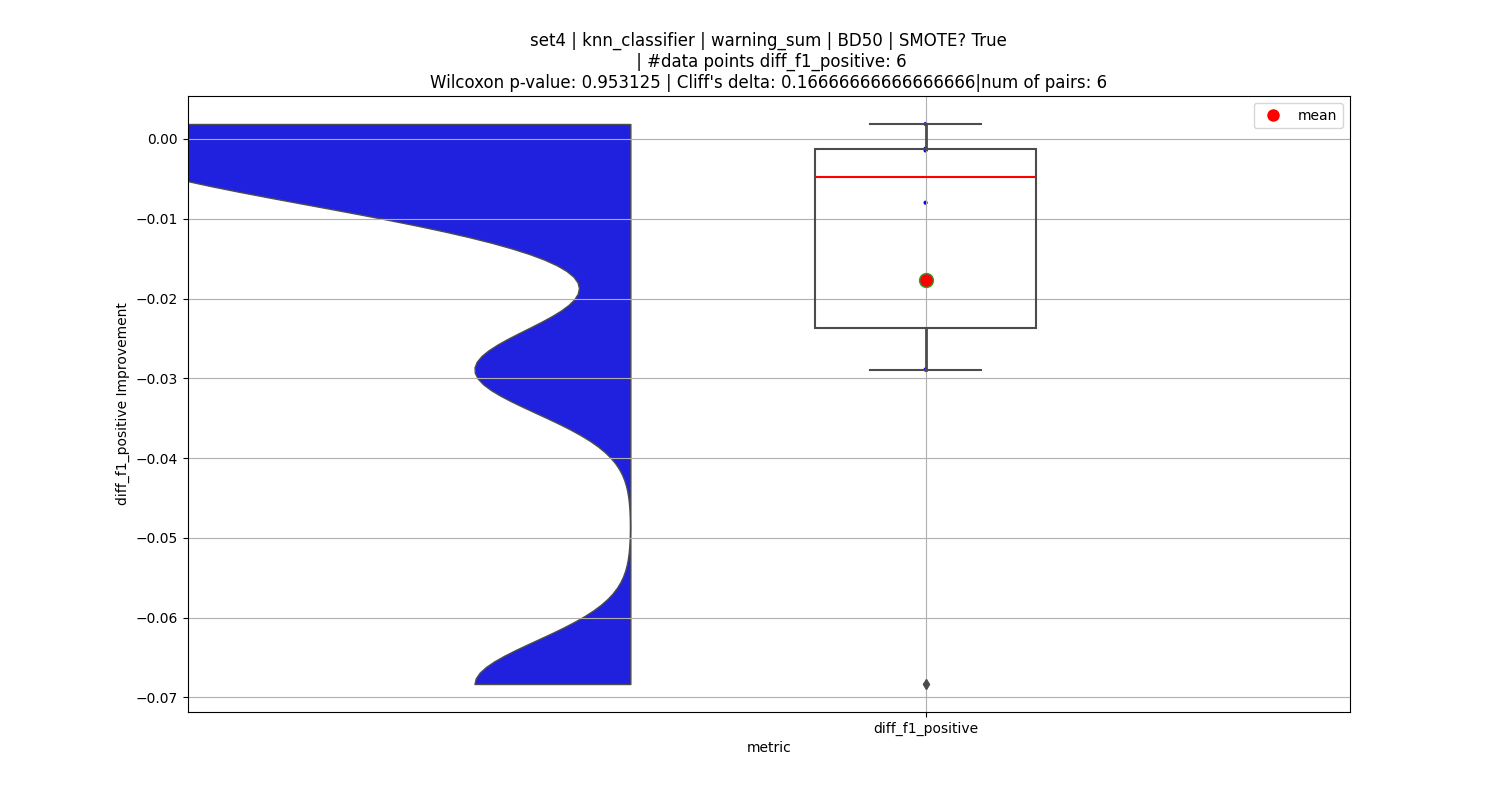 set4 | knn_classifier | warning_sum | BD50 | SMOTE? True
| #data points diff_f1_positive: 6
Wilcoxon p-value: 0.953125 | Cliff's delta: 0.16666666666666666|num of pairs: 6
mean
0.00
−0.01
−0.02
−0.03
−0.04
−0.05
−0.06
−0.07
diff_f1_positive Improvement
diff_f1_positive
metric